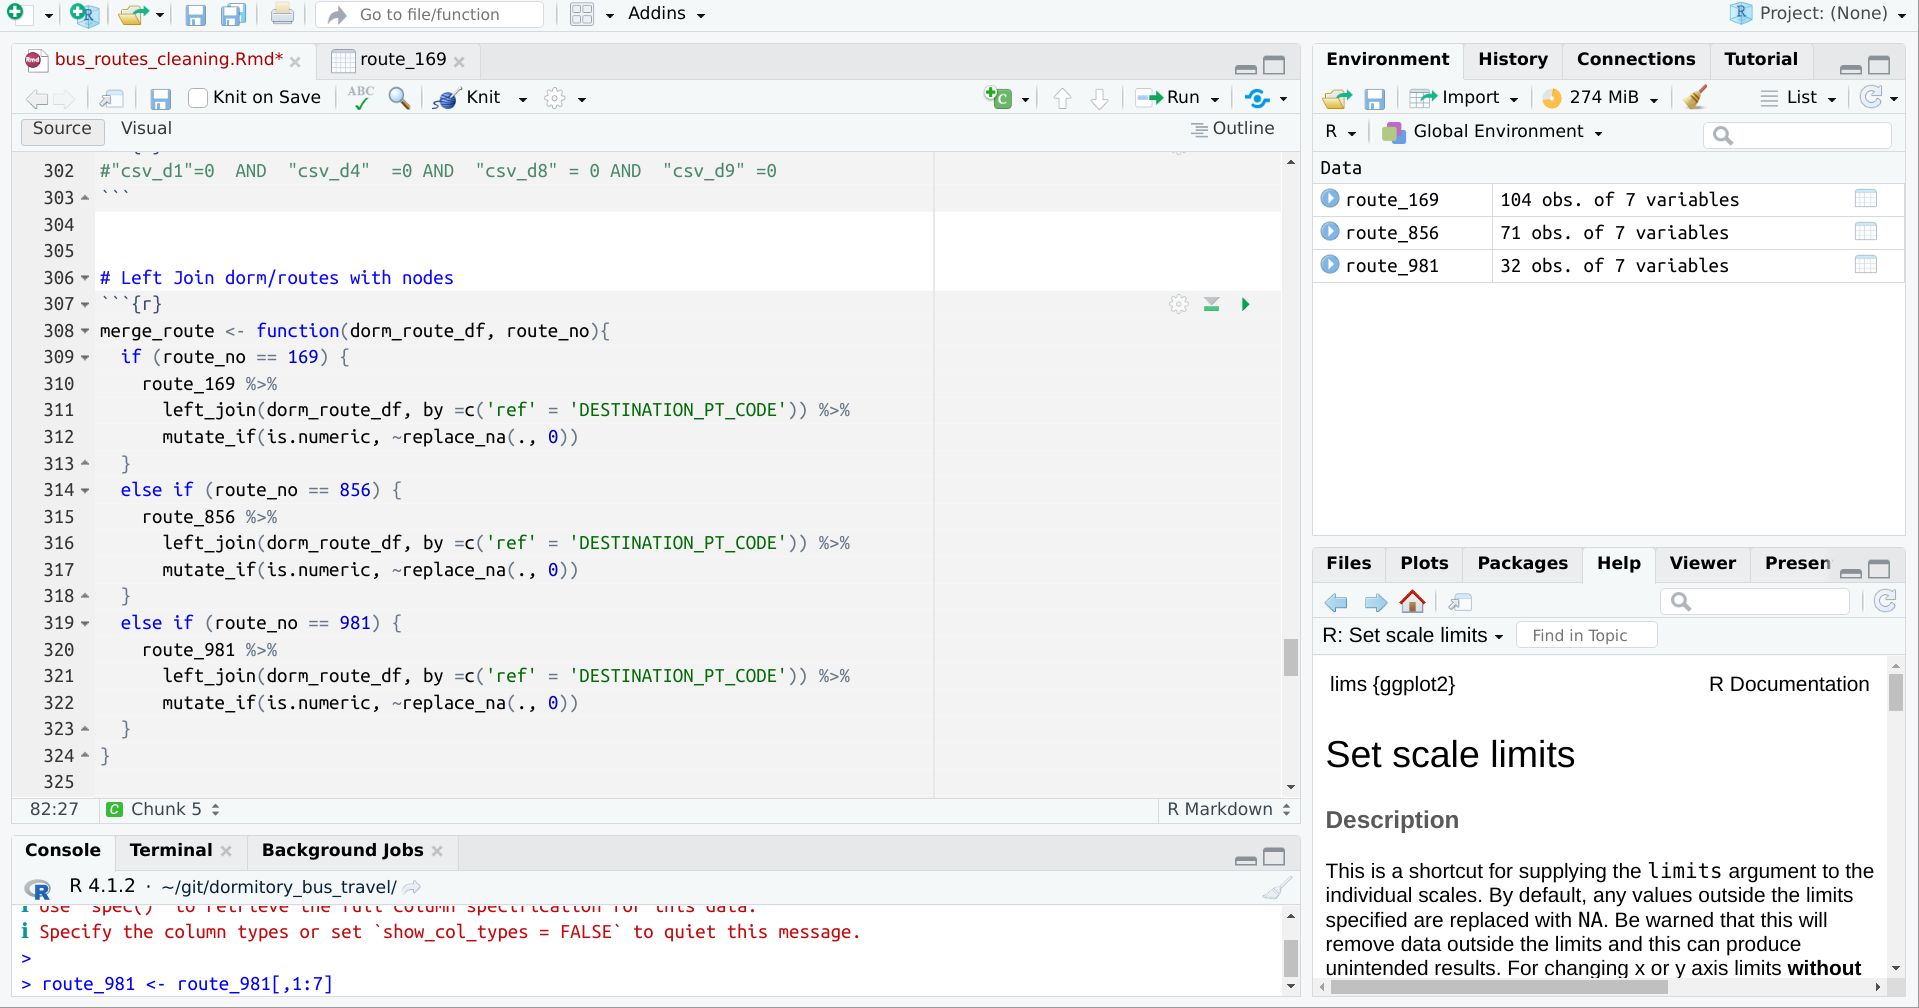 Go to file/function
Addins
Project: (None)
bus_routes_cleaning.Rmd*
route_169
Knit on Save
ABC
Knit
Run
Source
Visual
Outline
302 #"csv_d1"=0  AND  "csv_d4"  =0 AND  "csv_d8" = 0 AND  "csv_d9" =0
303 ```
304
305
306 # Left Join dorm/routes with nodes
307 ```{r}
308 merge_route <- function(dorm_route_df, route_no){
309   if (route_no == 169) {
310     route_169 %>%
311       left_join(dorm_route_df, by =c('ref' = 'DESTINATION_PT_CODE')) %>%
312       mutate_if(is.numeric, ~replace_na(., 0))
313   }
314   else if (route_no == 856) {
315     route_856 %>%
316       left_join(dorm_route_df, by =c('ref' = 'DESTINATION_PT_CODE')) %>%
317       mutate_if(is.numeric, ~replace_na(., 0))
318   }
319   else if (route_no == 981) {
320     route_981 %>%
321       left_join(dorm_route_df, by =c('ref' = 'DESTINATION_PT_CODE')) %>%
322       mutate_if(is.numeric, ~replace_na(., 0))
323   }
324 }
325
82:27
Chunk 5
R Markdown
Console
Terminal
Background Jobs
R 4.1.2 · ~/git/dormitory_bus_travel/
ℹ Use `spec()` to retrieve the full column specification for this data.
ℹ Specify the column types or set `show_col_types = FALSE` to quiet this message.
>
> route_981 <- route_981[,1:7]
Environment
History
Connections
Tutorial
Import
274 MiB
List
R
Global Environment
Data
route_169 104 obs. of 7 variables
route_856 71 obs. of 7 variables
route_981 32 obs. of 7 variables
Files
Plots
Packages
Help
Viewer
Presen
R: Set scale limits
Find in Topic
lims {ggplot2}
R Documentation
Set scale limits
Description
This is a shortcut for supplying the limits argument to the
individual scales. By default, any values outside the limits
specified are replaced with NA. Be warned that this will
remove data outside the limits and this can produce
unintended results. For changing x or y axis limits without